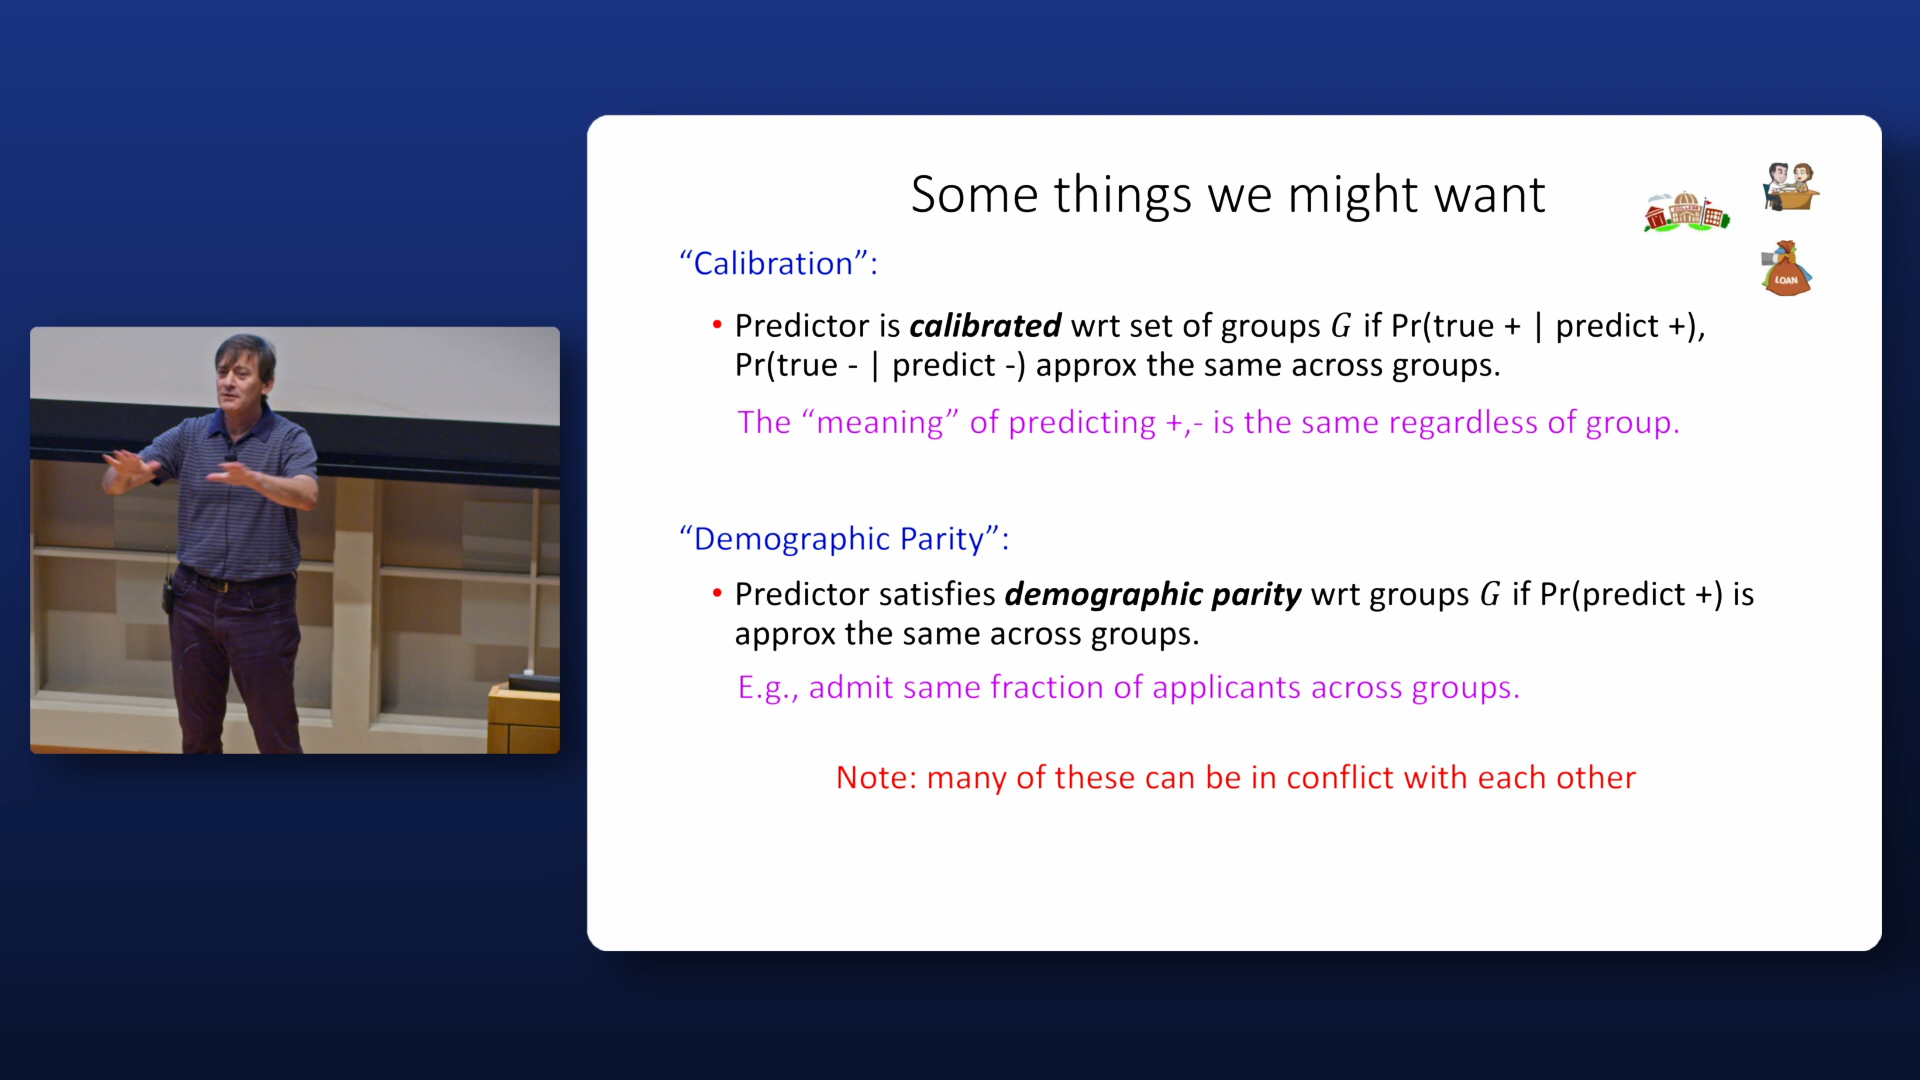 Some things we might want
“Calibration”:
• Predictor is calibrated wrt set of groups G if Pr(true + | predict +),
Pr(true - | predict -) approx the same across groups.
The “meaning” of predicting +,- is the same regardless of group.
“Demographic Parity”:
• Predictor satisfies demographic parity wrt groups G if Pr(predict +) is
approx the same across groups.
E.g., admit same fraction of applicants across groups.
Note: many of these can be in conflict with each other
LOAN